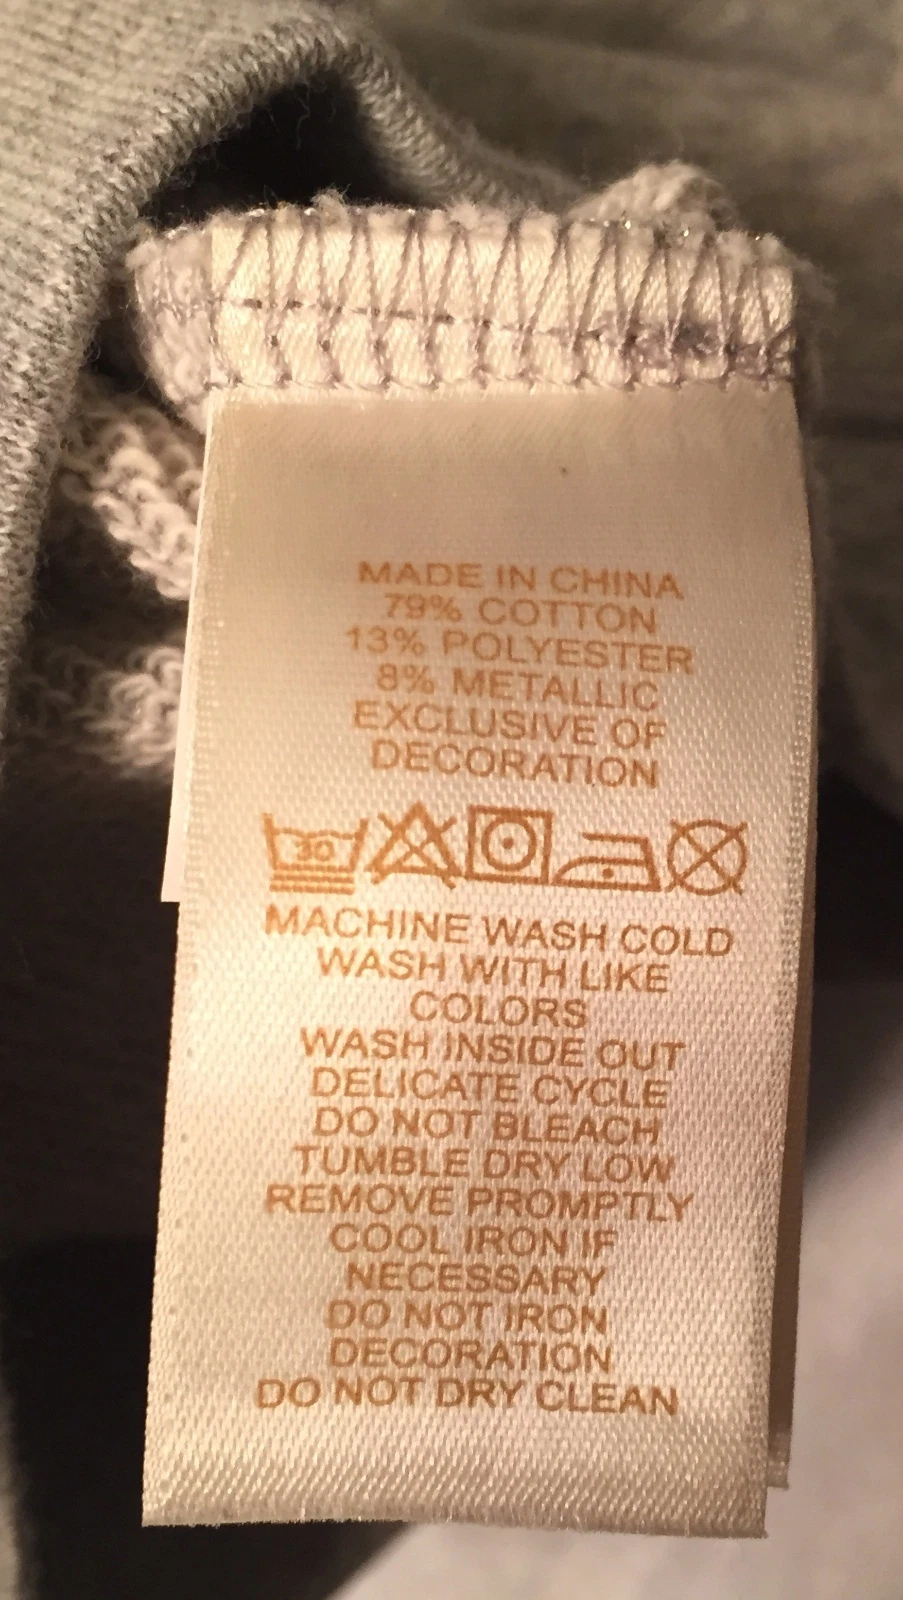 MADE IN CHINA
79% COTTON
13% POLYESTER
8% METALLIC
EXCLUSIVE OF
DECORATION
30
MACHINE WASH COLD
WASH WITH LIKE
COLORS
WASH INSIDE OUT
DELICATE CYCLE
DO NOT BLEACH
TUMBLE DRY LOW
REMOVE PROMPTLY
COOL IRON IF
NECESSARY
DO NOT IRON
DECORATION
DO NOT DRY CLEAN